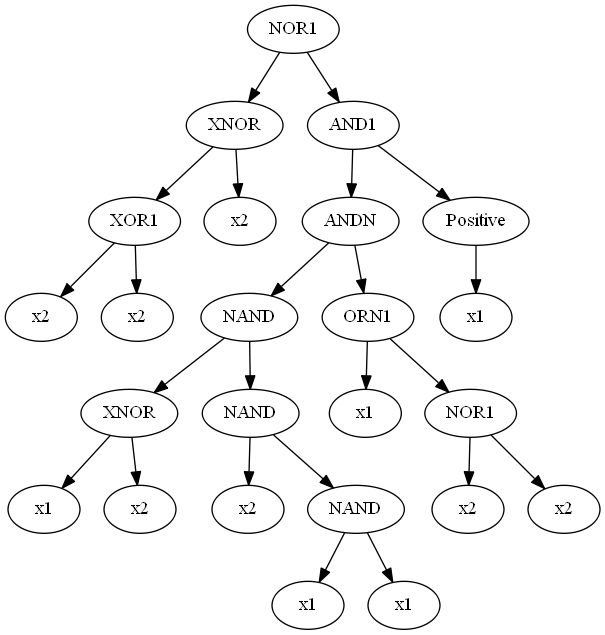 NOR1
XNOR AND1
XOR1 x2 ANDN Positive
x2 x2 NAND ORN1 x1
XNOR NAND x1 NOR1
x1 x2 x2 NAND x2 x2
x1 x1